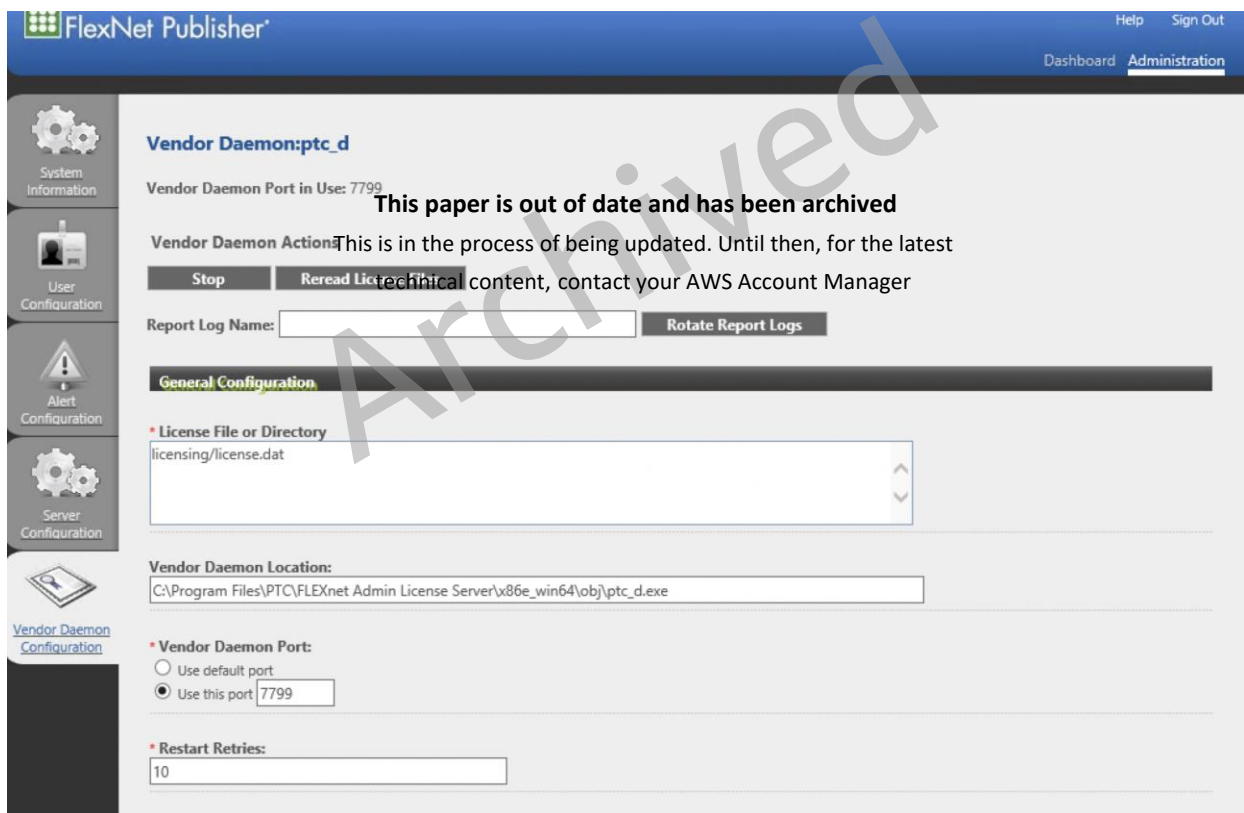 FlexNet Publisher
Help Sign Out
Dashboard Administration
System
Information
User
Configuration
Alert
Configuration
Server
Configuration
Vendor Daemon
Configuration
Vendor Daemon:ptc_d
Vendor Daemon Port in Use: 7799
This paper is out of date and has been archived
Vendor Daemon Actions
This is in the process of being updated. Until then, for the latest
Stop Reread License Files
technical content, contact your AWS Account Manager
Report Log Name: Rotate Report Logs
General Configuration
* License File or Directory
licensing/license.dat
Vendor Daemon Location:
C:\Program Files\PTC\FLEXnet Admin License Server\x86e_win64\obj\ptc_d.exe
* Vendor Daemon Port:
Use default port
Use this port 7799
* Restart Retries:
10
Archived